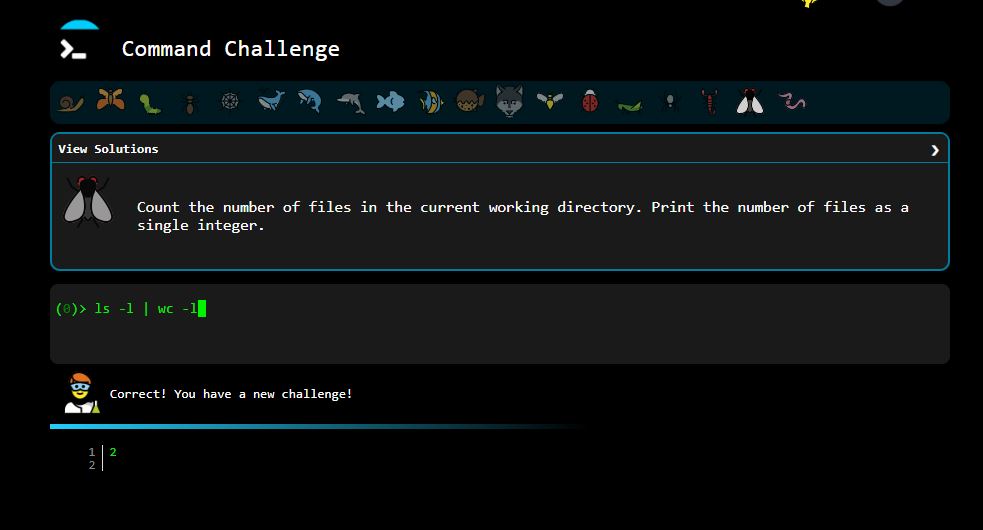 Command Challenge
View Solutions
Count the number of files in the current working directory. Print the number of files as a
single integer.
(0)> ls -l | wc -l
Correct! You have a new challenge!
1 2
2